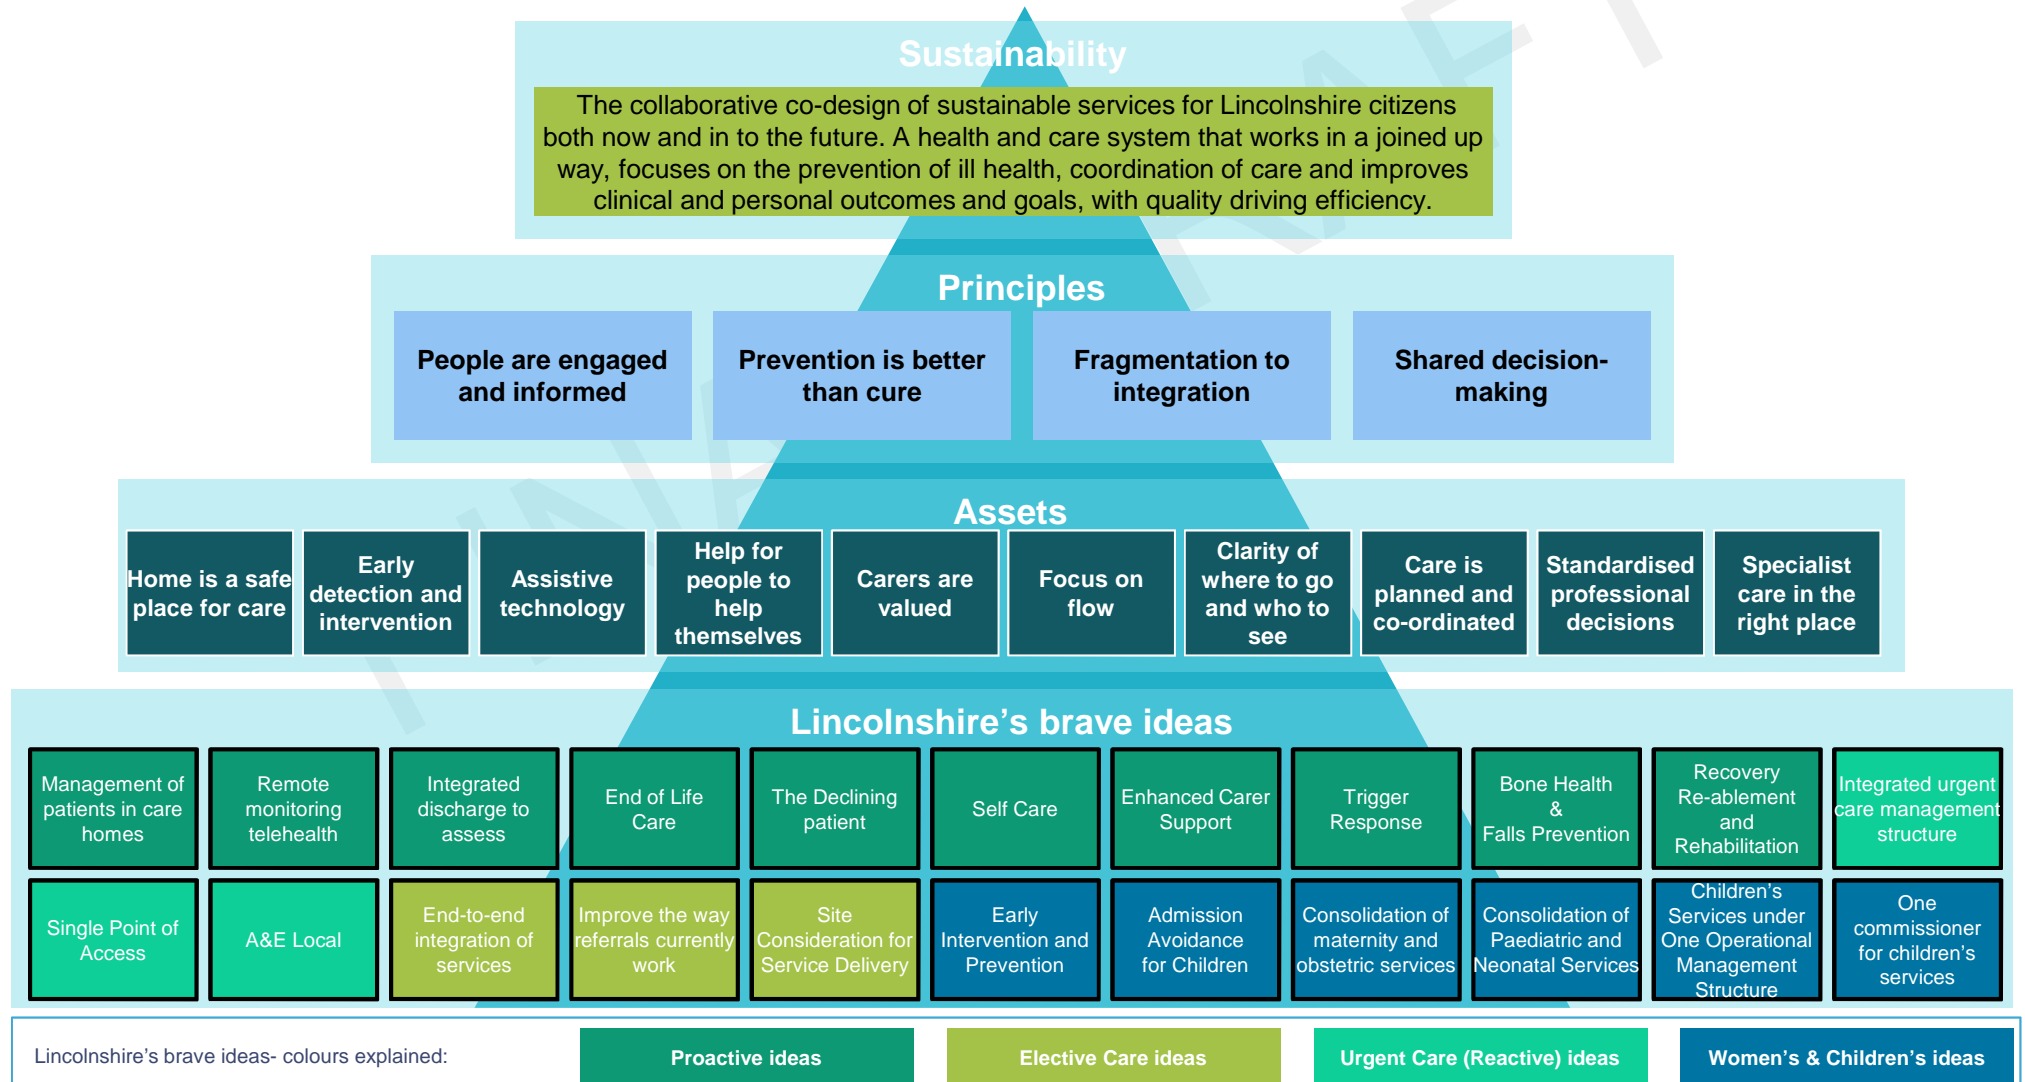 Sustainability
The collaborative co-design of sustainable services for Lincolnshire citizens
both now and in to the future. A health and care system that works in a joined up
way, focuses on the prevention of ill health, coordination of care and improves
clinical and personal outcomes and goals, with quality driving efficiency.
Principles
People are engaged
and informed
Prevention is better
than cure
Fragmentation to
integration
Shared decision-
making
Assets
Home is a safe
place for care
Early
detection and
intervention
Assistive
technology
Help for
people to
help
themselves
Carers are
valued
Focus on
flow
Clarity of
where to go
and who to
see
Care is
planned and
co-ordinated
Standardised
professional
decisions
Specialist
care in the
right place
Lincolnshire’s brave ideas
Management of
patients in care
homes
Remote
monitoring
telehealth
Integrated
discharge to
assess
End of Life
Care
The Declining
patient
Self Care
Enhanced Carer
Support
Trigger
Response
Bone Health
&
Falls Prevention
Recovery
Re-ablement
and
Rehabilitation
Integrated urgent
care management
structure
Single Point of
Access
A&E Local
End-to-end
integration of
services
Improve the way
referrals currently
work
Site
Consideration for
Service Delivery
Early
Intervention and
Prevention
Admission
Avoidance
for Children
Consolidation of
maternity and
obstetric services
Consolidation of
Paediatric and
Neonatal Services
Children’s
Services under
One Operational
Management
Structure
One
commissioner
for children’s
services
Lincolnshire’s brave ideas- colours explained:
Proactive ideas
Elective Care ideas
Urgent Care (Reactive) ideas
Women’s & Children’s ideas